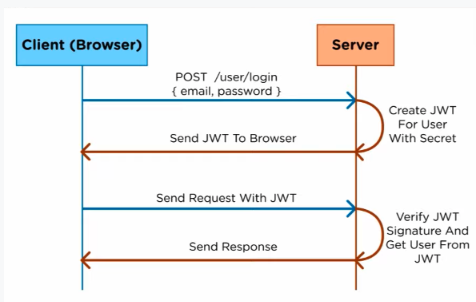 Client (Browser)
Server
POST /user/login
{ email, password }
Create JWT
For User
With Secret
Send JWT To Browser
Send Request With JWT
Verify JWT
Signature And
Get User From
JWT
Send Response